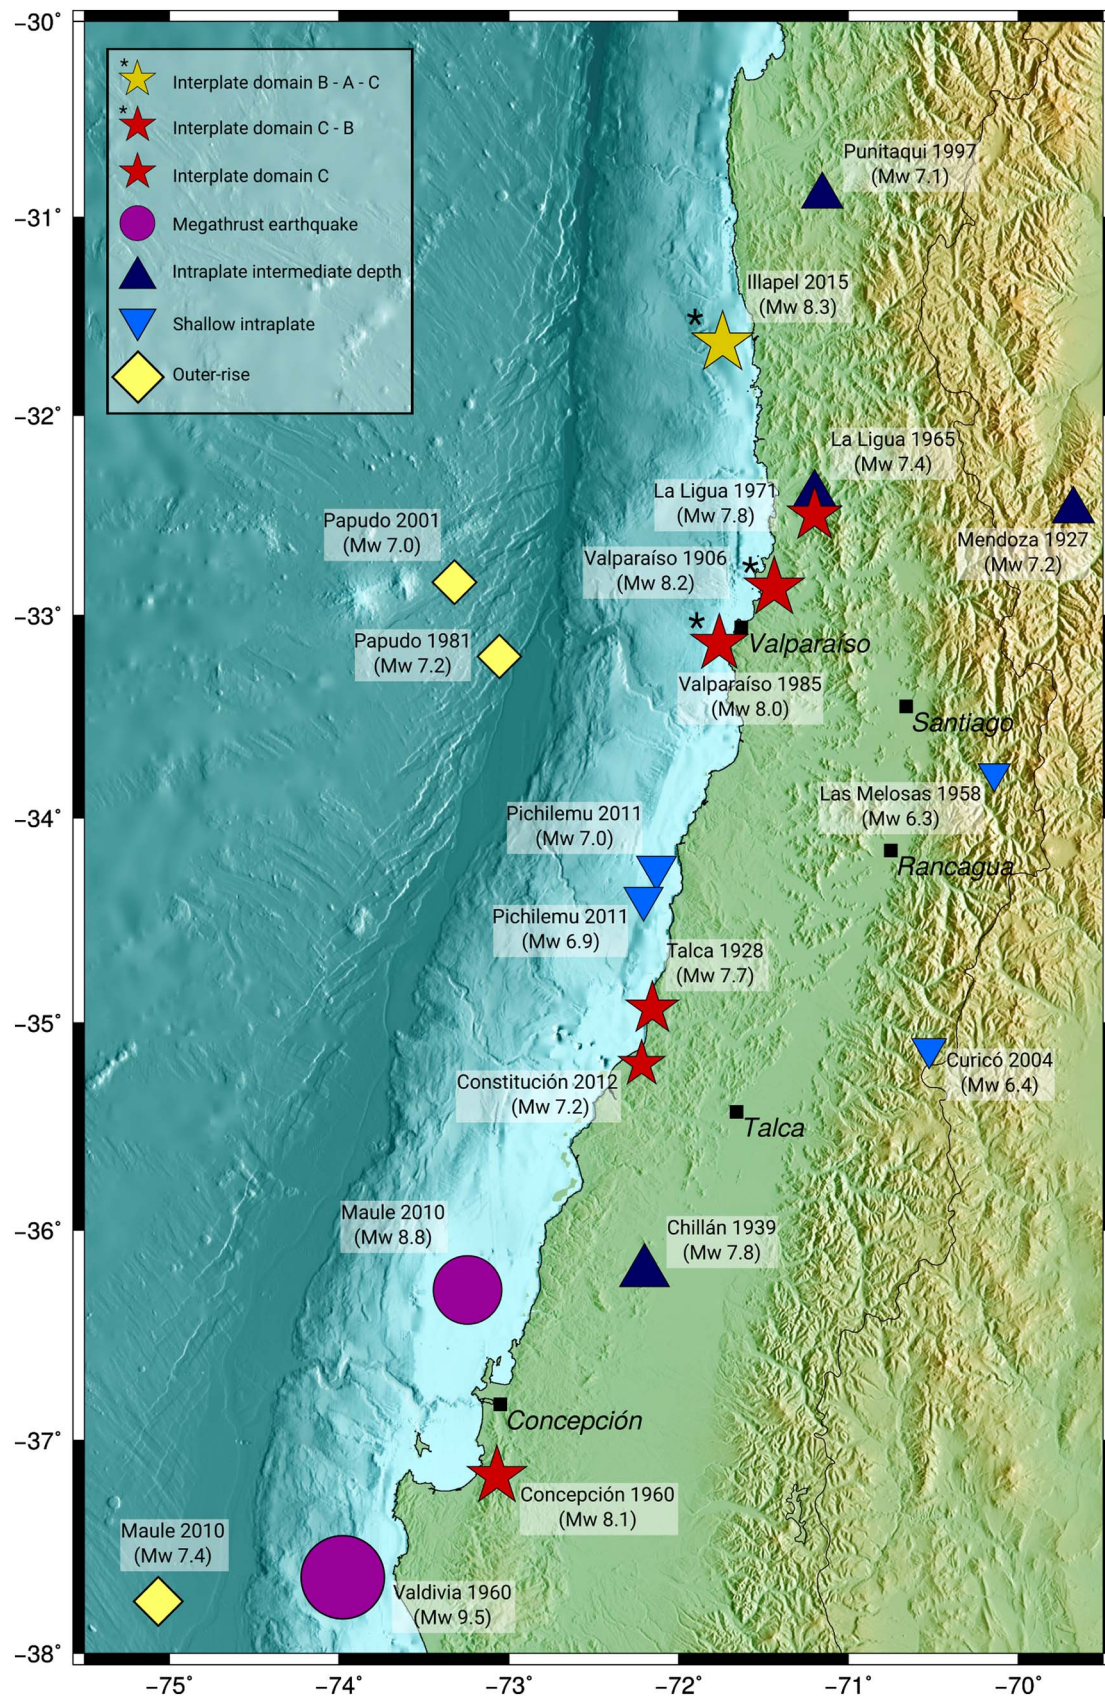 −30°
*
Interplate domain B - A - C
*
Interplate domain C - B
Interplate domain C
Megathrust earthquake
Intraplate intermediate depth
Shallow intraplate
Outer-rise
Punitaqui 1997
(Mw 7.1)
−31°
Illapel 2015
(Mw 8.3)
*
−32°
La Ligua 1965
(Mw 7.4)
La Ligua 1971
(Mw 7.8)
Papudo 2001
(Mw 7.0)
Mendoza 1927
(Mw 7.2)
Valparaíso 1906
(Mw 8.2)
*
−33°
*
Valparaíso
Papudo 1981
(Mw 7.2)
Valparaíso 1985
(Mw 8.0)
Santiago
Las Melosas 1958
(Mw 6.3)
−34°
Pichilemu 2011
(Mw 7.0)
Rancagua
Pichilemu 2011
(Mw 6.9)
Talca 1928
(Mw 7.7)
−35°
Curicó 2004
(Mw 6.4)
Constitución 2012
(Mw 7.2)
Talca
Maule 2010
(Mw 8.8)
−36°
Chillán 1939
(Mw 7.8)
Concepción
−37°
Concepción 1960
(Mw 8.1)
Maule 2010
(Mw 7.4)
Valdivia 1960
(Mw 9.5)
−38°
−75° −74° −73° −72° −71° −70°